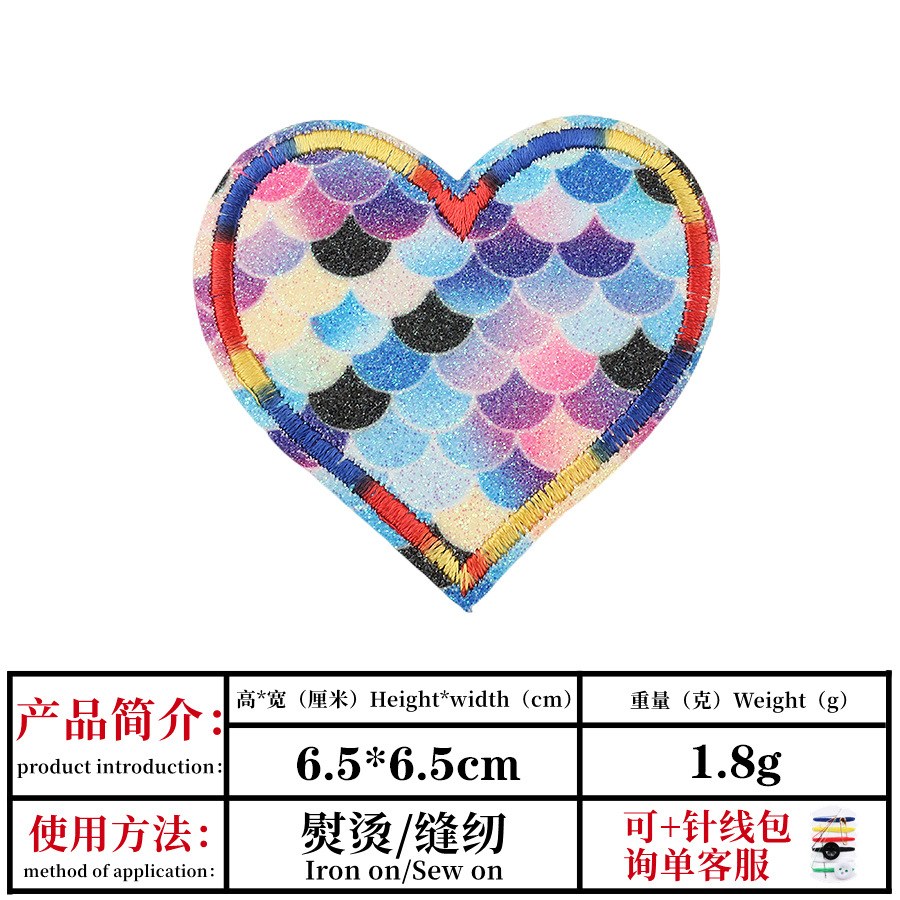 产品简介：
product introduction:
高*宽（厘米）Height*width（cm）
重量（克）Weight（g）
6.5*6.5cm
1.8g
使用方法：
method of application:
熨烫/缝纫
Iron on/Sew on
可+针线包
询单客服